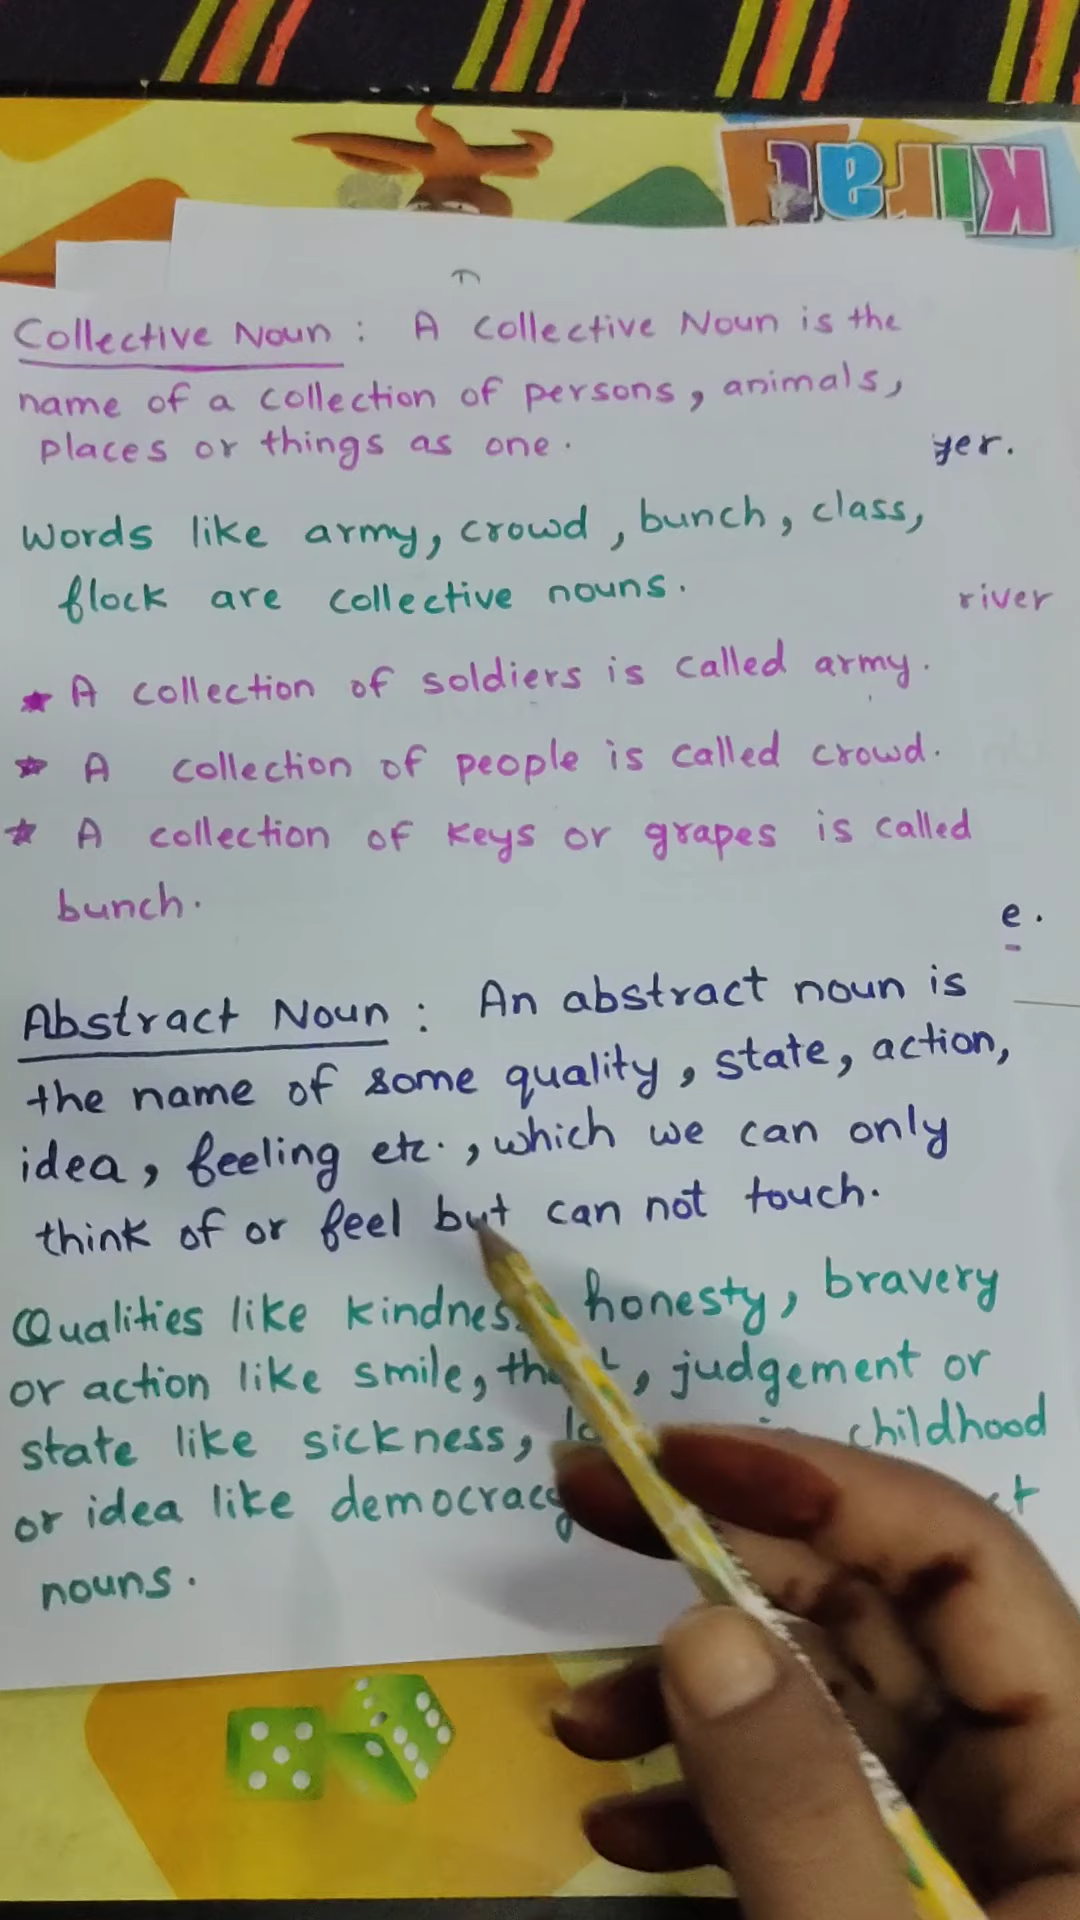 KIRAT
Collective Noun : A collective Noun is the
name of a collection of persons, animals,
places or things as one.
yer.
Words like army, crowd, bunch, class,
flock are collective nouns.
river
A collection of soldiers is called army.
A collection of people is called crowd.
A collection of keys or grapes is called
bunch.
e.
Abstract Noun : An abstract noun is
the name of some quality, state, action,
idea, feeling etc., which we can only
think of or feel but can not touch.
Qualities like honesty, bravery
or action like smile, judgement or
state like sickness, childhood
or idea like democracy
nouns.